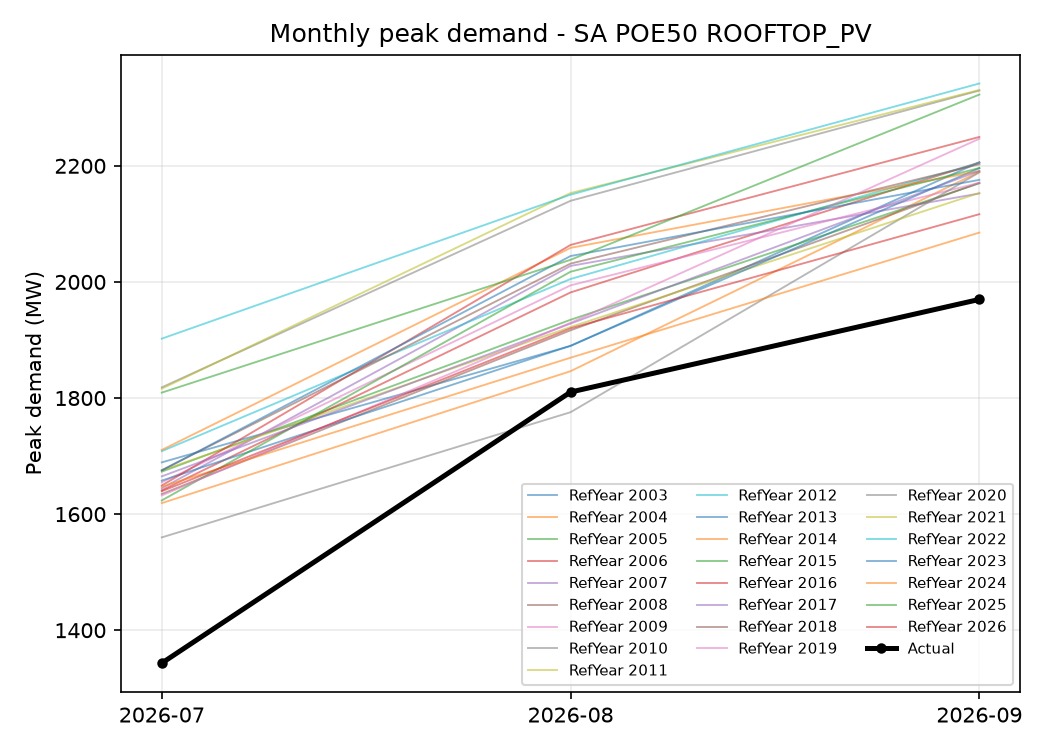 Monthly peak demand - SA POE50 ROOFTOP_PV
Peak demand (MW)
2200
2000
1800
1600
1400
2026-07
2026-08
2026-09
RefYear 2003
RefYear 2004
RefYear 2005
RefYear 2006
RefYear 2007
RefYear 2008
RefYear 2009
RefYear 2010
RefYear 2011
RefYear 2012
RefYear 2013
RefYear 2014
RefYear 2015
RefYear 2016
RefYear 2017
RefYear 2018
RefYear 2019
RefYear 2020
RefYear 2021
RefYear 2022
RefYear 2023
RefYear 2024
RefYear 2025
RefYear 2026
Actual